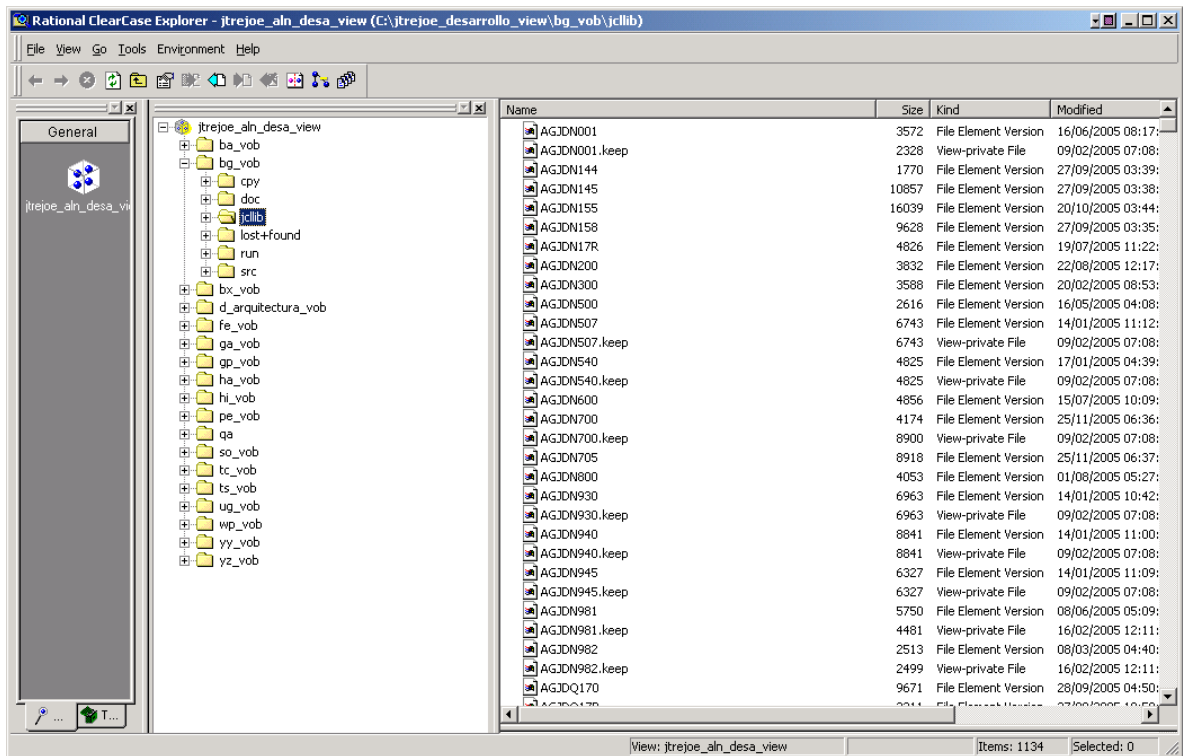 Rational ClearCase Explorer - jtrejoe_aln_desa_view (C:\jtrejoe_desarrollo_view\bg_vob\jcllib)
File View Go Tools Environment Help
General
jtrejoe_aln_desa_vi
jtrejoe_aln_desa_view
ba_vob
bg_vob
cpy
doc
jcllib
lost+found
run
src
bx_vob
d_arquitectura_vob
fe_vob
ga_vob
gp_vob
ha_vob
hi_vob
pe_vob
qa
so_vob
tc_vob
ts_vob
ug_vob
wp_vob
yy_vob
yz_vob
Name Size Kind Modified
AGJDN001 3572 File Element Version 16/06/2005 08:17:
AGJDN001.keep 2328 View-private File 09/02/2005 07:08:
AGJDN144 1770 File Element Version 27/09/2005 03:39:
AGJDN145 10857 File Element Version 27/09/2005 03:38:
AGJDN155 16039 File Element Version 20/10/2005 03:44:
AGJDN158 9628 File Element Version 27/09/2005 03:35:
AGJDN17R 4826 File Element Version 19/07/2005 11:22:
AGJDN200 3832 File Element Version 22/08/2005 12:17:
AGJDN300 3588 File Element Version 20/02/2005 08:53:
AGJDN500 2616 File Element Version 16/05/2005 04:08:
AGJDN507 6743 File Element Version 14/01/2005 11:12:
AGJDN507.keep 6743 View-private File 09/02/2005 07:08:
AGJDN540 4825 File Element Version 17/01/2005 04:39:
AGJDN540.keep 4825 View-private File 09/02/2005 07:08:
AGJDN600 4856 File Element Version 15/07/2005 10:09:
AGJDN700 4174 File Element Version 25/11/2005 06:36:
AGJDN700.keep 8900 View-private File 09/02/2005 07:08:
AGJDN705 8918 File Element Version 25/11/2005 06:37:
AGJDN800 4053 File Element Version 01/08/2005 05:27:
AGJDN930 6963 File Element Version 14/01/2005 10:42:
AGJDN930.keep 6963 View-private File 09/02/2005 07:08:
AGJDN940 8841 File Element Version 14/01/2005 11:00:
AGJDN940.keep 8841 View-private File 09/02/2005 07:08:
AGJDN945 6327 File Element Version 14/01/2005 11:09:
AGJDN945.keep 6327 View-private File 09/02/2005 07:08:
AGJDN981 5750 File Element Version 08/06/2005 05:09:
AGJDN981.keep 4481 View-private File 16/02/2005 12:11:
AGJDN982 2513 File Element Version 08/03/2005 04:40:
AGJDN982.keep 2499 View-private File 16/02/2005 12:11:
AGJDQ170 9671 File Element Version 28/09/2005 04:50:
... T...
View: jtrejoe_aln_desa_view Items: 1134 Selected: 0